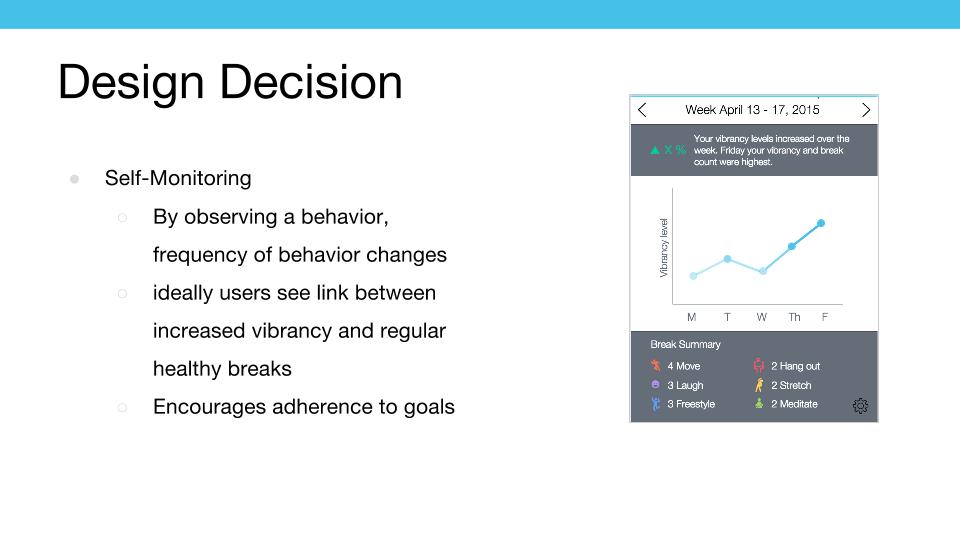 Design Decision
Self-Monitoring
By observing a behavior,
frequency of behavior changes
ideally users see link between
increased vibrancy and regular
healthy breaks
Encourages adherence to goals
Week April 13 - 17, 2015
X %
Your vibrancy levels increased over the
week. Friday your vibrancy and break
count were highest.
Vibrancy level
M T W Th F
Break Summary
4 Move 2 Hang out
3 Laugh 2 Stretch
3 Freestyle 2 Meditate